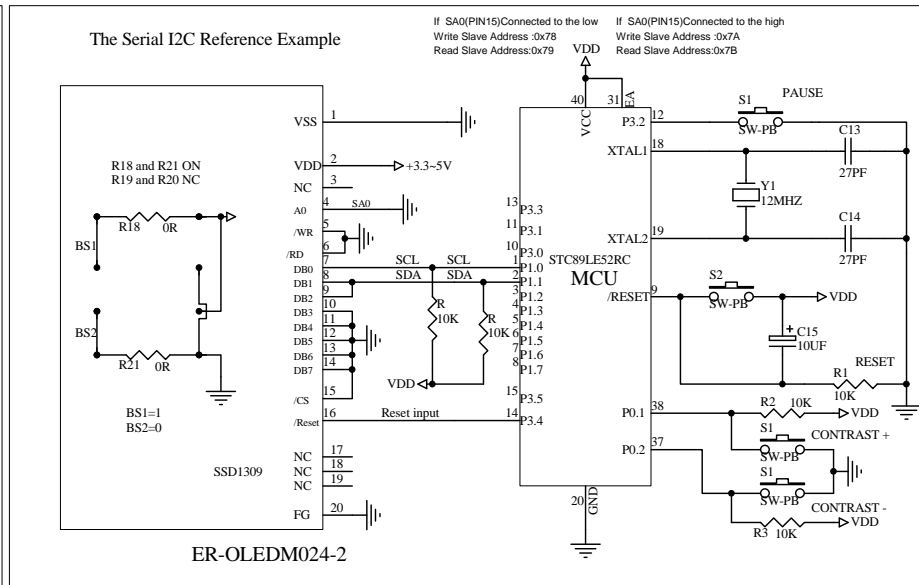 The Serial I2C Reference Example
If SA0(PIN15)Connected to the low
Write Slave Address :0x78
Read Slave Address:0x79
If SA0(PIN15)Connected to the high
Write Slave Address :0x7A
Read Slave Address:0x7B
R18 and R21 ON
R19 and R20 NC
R18
0R
BS1
BS2
R21
0R
BS1=1
BS2=0
SSD1309
ER-OLEDM024-2
VSS 1
VDD 2
+3.3~5V
NC 3
A0 4
SA0
/WR 5
/RD 6
DB0 7
SCL
SCL
DB1 8
SDA
SDA
DB2 9
DB3 10
DB4 11
DB5 12
DB6 13
DB7 14
/CS 15
/Reset 16
Reset input
NC 17
NC 18
NC 19
FG 20
R
10K
R
10K
VDD
VDD
40
VCC
31
EA
13 P3.3
11 P3.1
10 P3.0
1 P1.0
2 P1.1
3 P1.2
4 P1.3
5 P1.4
6 P1.5
7 P1.6
8 P1.7
15 P3.5
14 P3.4
STC89LE52RC
MCU
20
GND
P3.2 12
XTAL1 18
XTAL2 19
/RESET 9
P0.1 38
P0.2 37
S1
SW-PB
PAUSE
C13
27PF
Y1
12MHZ
C14
27PF
S2
SW-PB
VDD
C15
10UF
RESET
R1
10K
R2 10K
VDD
S1
SW-PB
CONTRAST +
S1
SW-PB
CONTRAST -
R3 10K
VDD